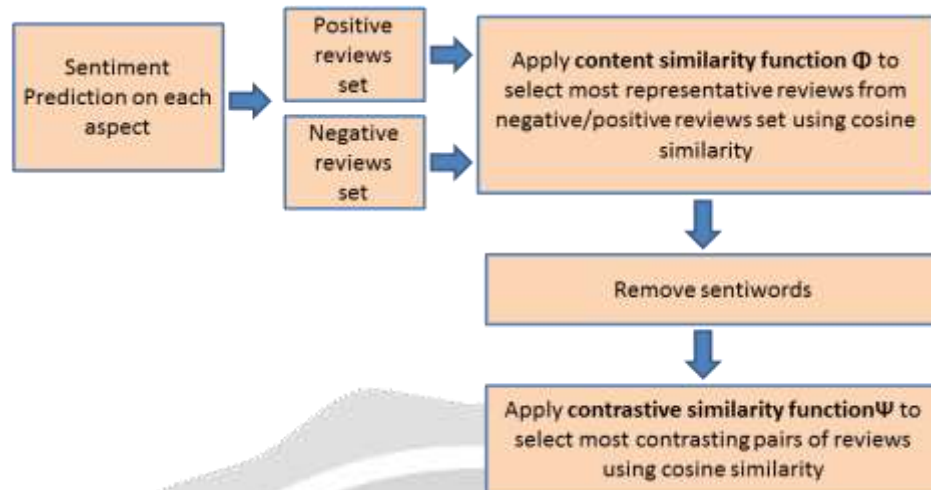 Sentiment
Prediction on each
aspect
Positive
reviews
set
Negative
reviews
set
Apply content similarity function Φ to
select most representative reviews from
negative/positive reviews set using cosine
similarity
Remove sentiwords
Apply contrastive similarity functionΨ to
select most contrasting pairs of reviews
using cosine similarity